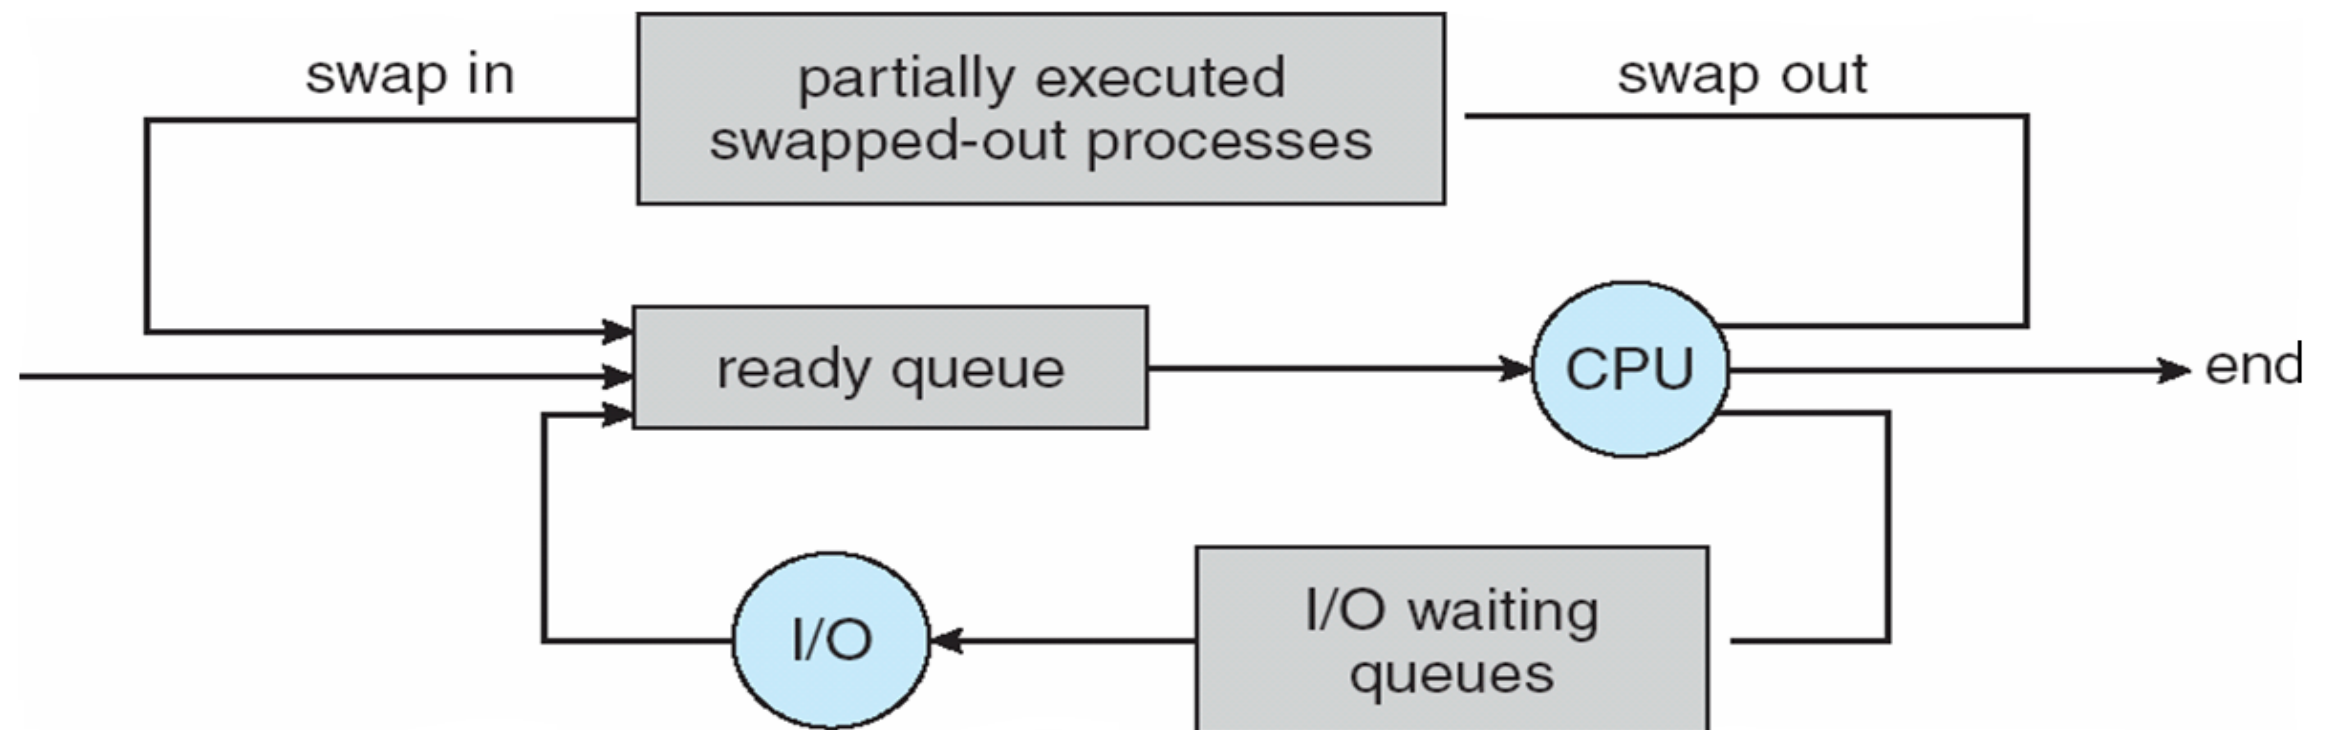 swap in
partially executed
swapped-out processes
swap out
ready queue
CPU
end
I/O
I/O waiting
queues